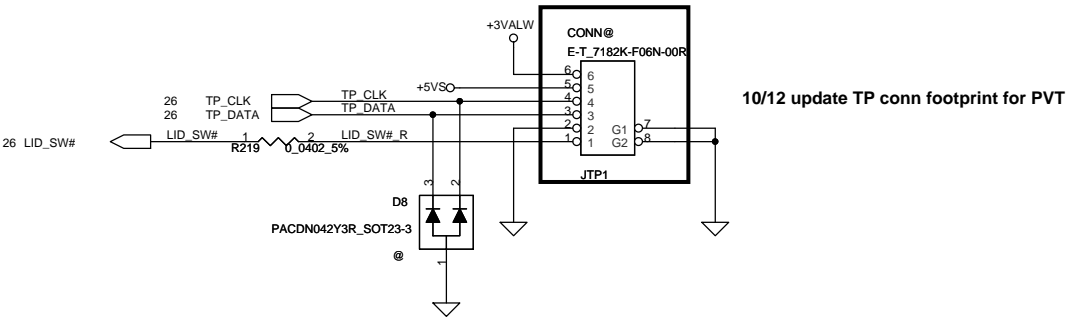 +3VALW
CONN@
E-T_7182K-F06N-00R
6 6
+5VS 5 5
26 TP_CLK TP_CLK 4 4
26 TP_DATA TP_DATA 3 3
2 2 G1 7
26 LID_SW# LID_SW# 1 2 LID_SW#_R 1 1 G2 8
R219 0_0402_5%
JTP1
10/12 update TP conn footprint for PVT
3 2
D8
PACDN042Y3R_SOT23-3
@
1